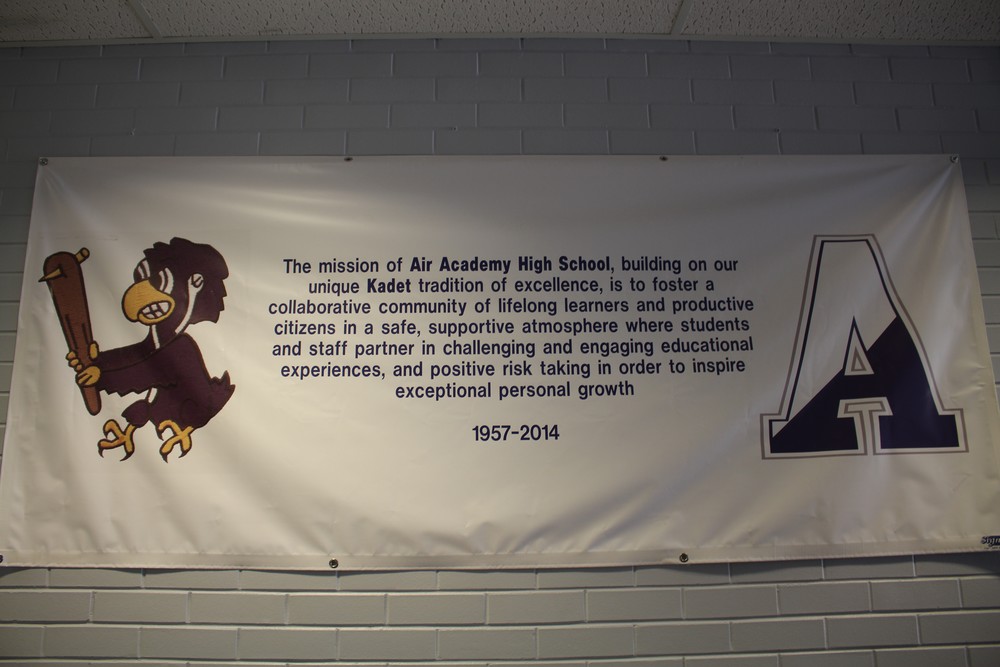 The mission of Air Academy High School, building on our
unique Kadet tradition of excellence, is to foster a
collaborative community of lifelong learners and productive
citizens in a safe, supportive atmosphere where students
and staff partner in challenging and engaging educational
experiences, and positive risk taking in order to inspire
exceptional personal growth
1957-2014
A